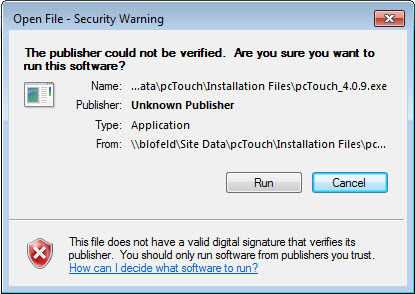 Open File - Security Warning
The publisher could not be verified. Are you sure you want to
run this software?
Name: ...ata\pcTouch\Installation Files\pcTouch_4.0.9.exe
Publisher: Unknown Publisher
Type: Application
From: \\blofeld\Site Data\pcTouch\Installation Files\pc...
Run Cancel
This file does not have a valid digital signature that verifies its
publisher. You should only run software from publishers you trust.
How can I decide what software to run?